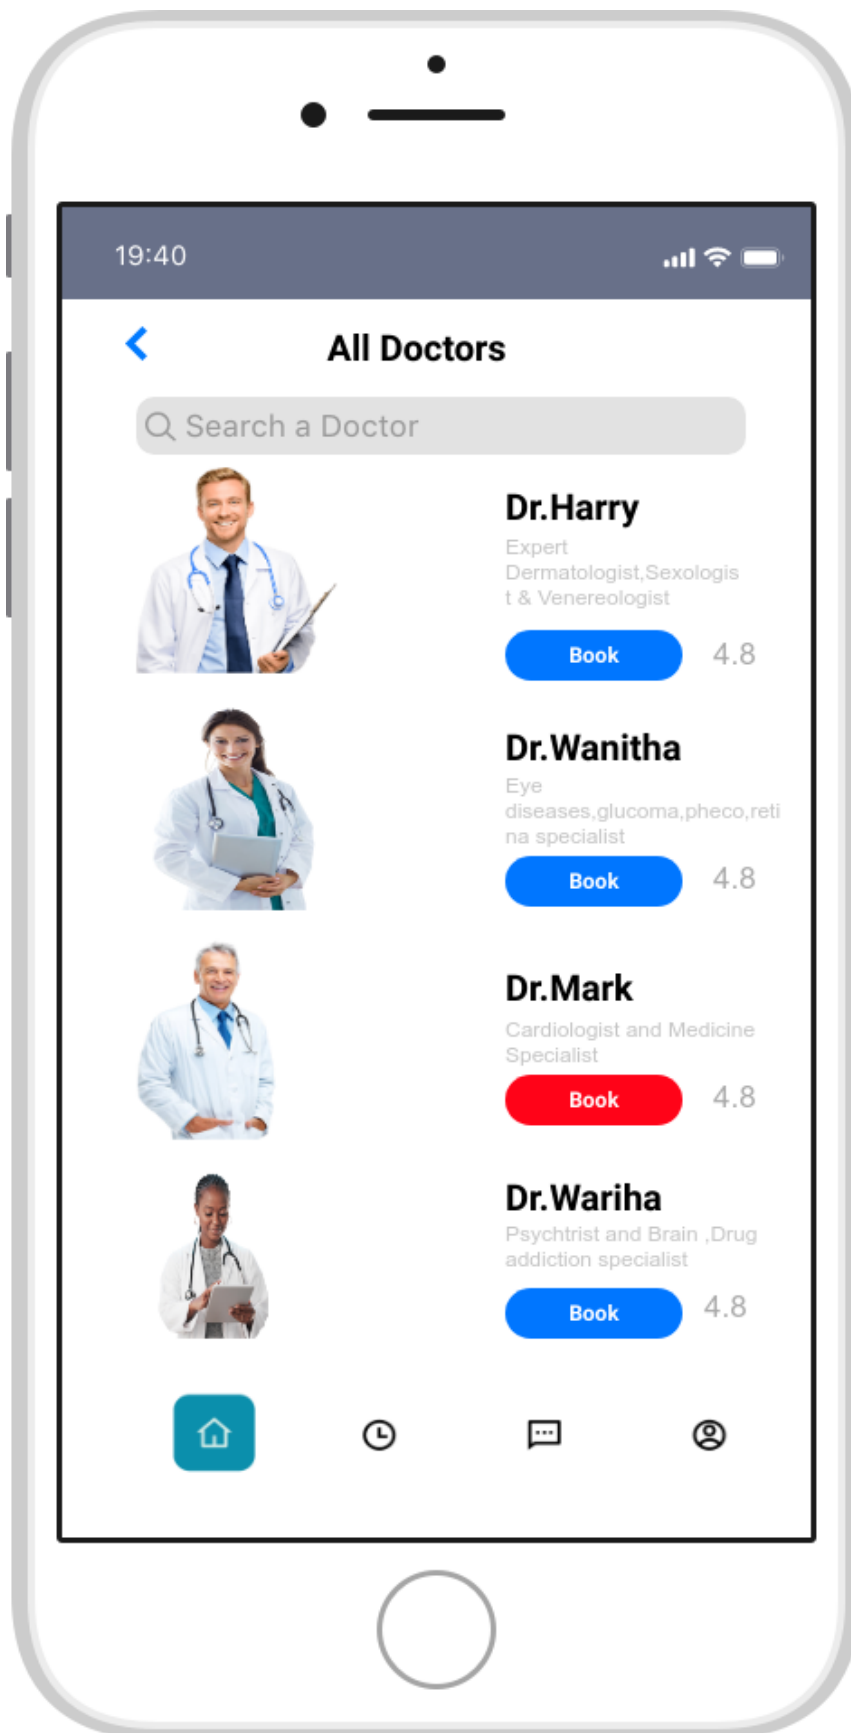 19:40
All Doctors
Search a Doctor
Dr.Harry
Expert
Dermatologist,Sexologis
t & Venereologist
Book 4.8
Dr.Wanitha
Eye
diseases,glucoma,pheco,reti
na specialist
Book 4.8
Dr.Mark
Cardiologist and Medicine
Specialist
Book 4.8
Dr.Wariha
Psychtrist and Brain ,Drug
addiction specialist
Book 4.8